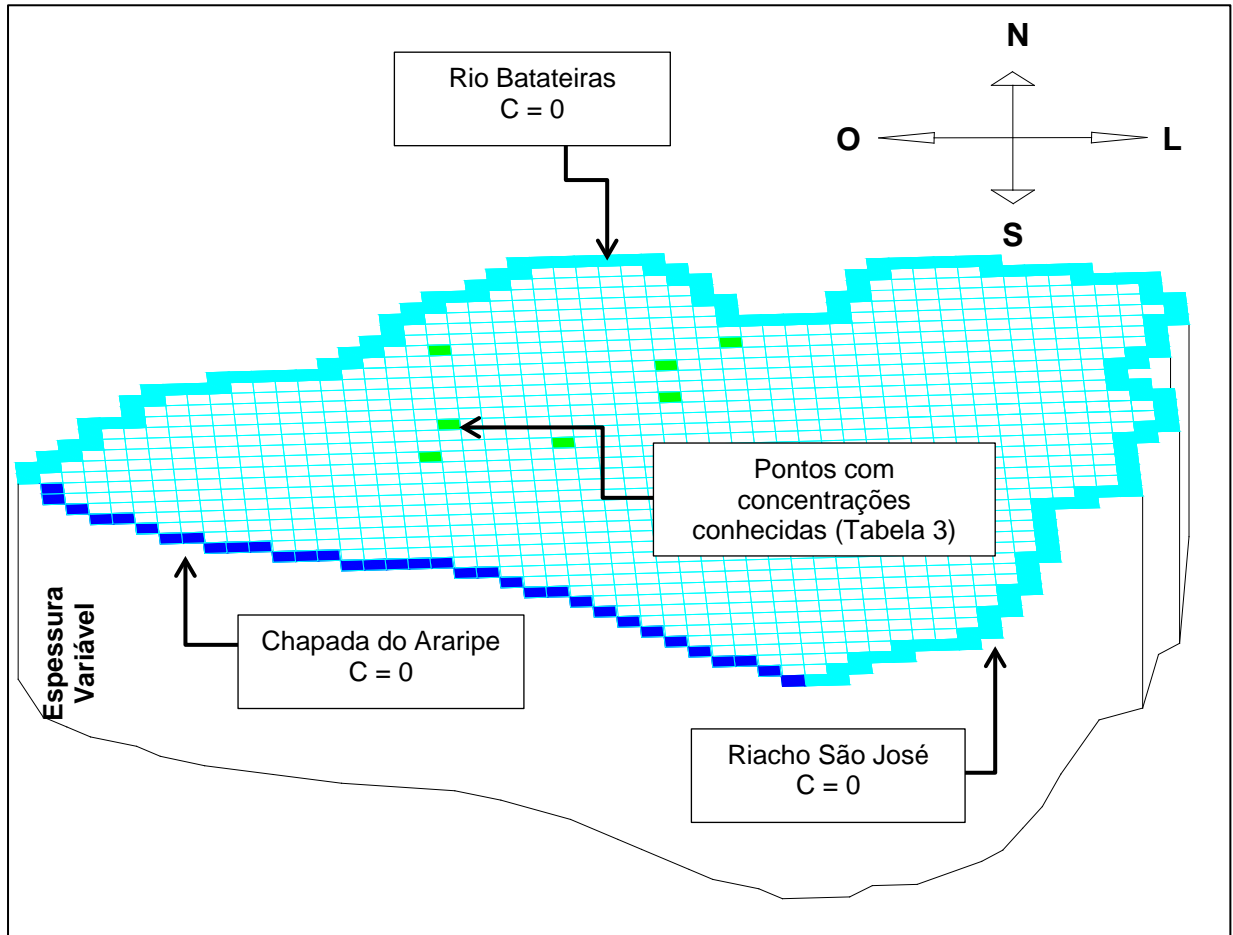 Rio Batateiras
C = 0
N
O
L
S
Pontos com
concentrações
conhecidas (Tabela 3)
Espessura
Variável
Chapada do Araripe
C = 0
Riacho São José
C = 0